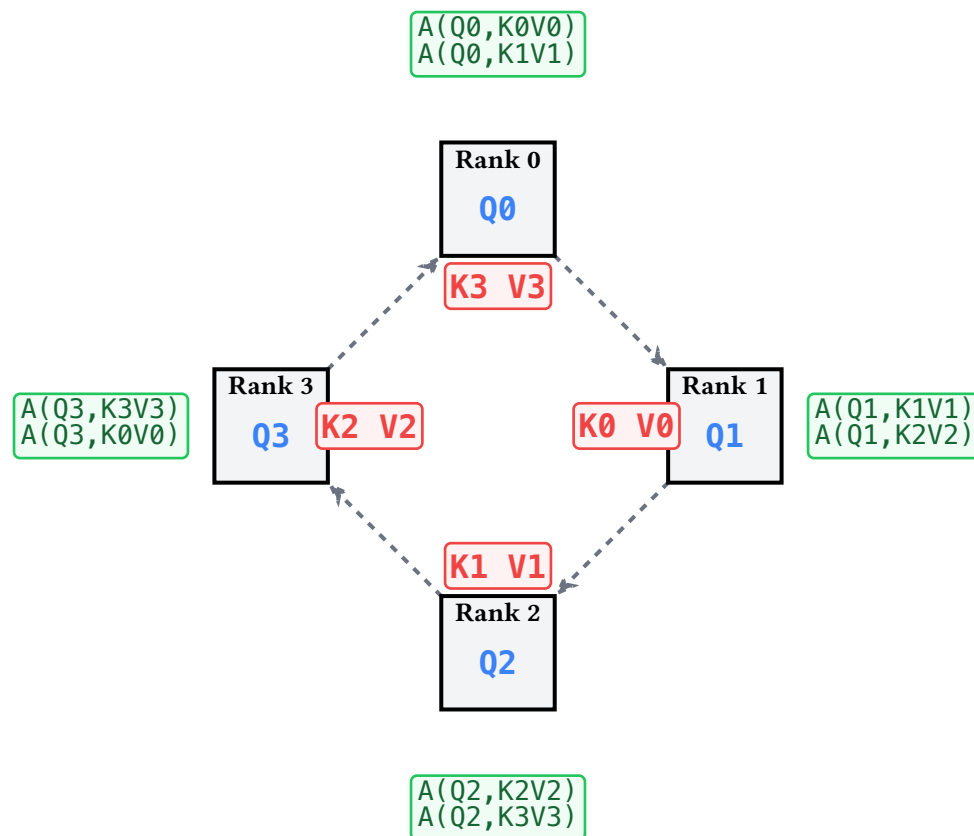 A(Q0,K0V0)
A(Q0,K1V1)
Rank 0
Q0
K3 V3
Rank 3
Q3
K2 V2
A(Q3,K3V3)
A(Q3,K0V0)
Rank 1
Q1
K0 V0
A(Q1,K1V1)
A(Q1,K2V2)
K1 V1
Rank 2
Q2
A(Q2,K2V2)
A(Q2,K3V3)